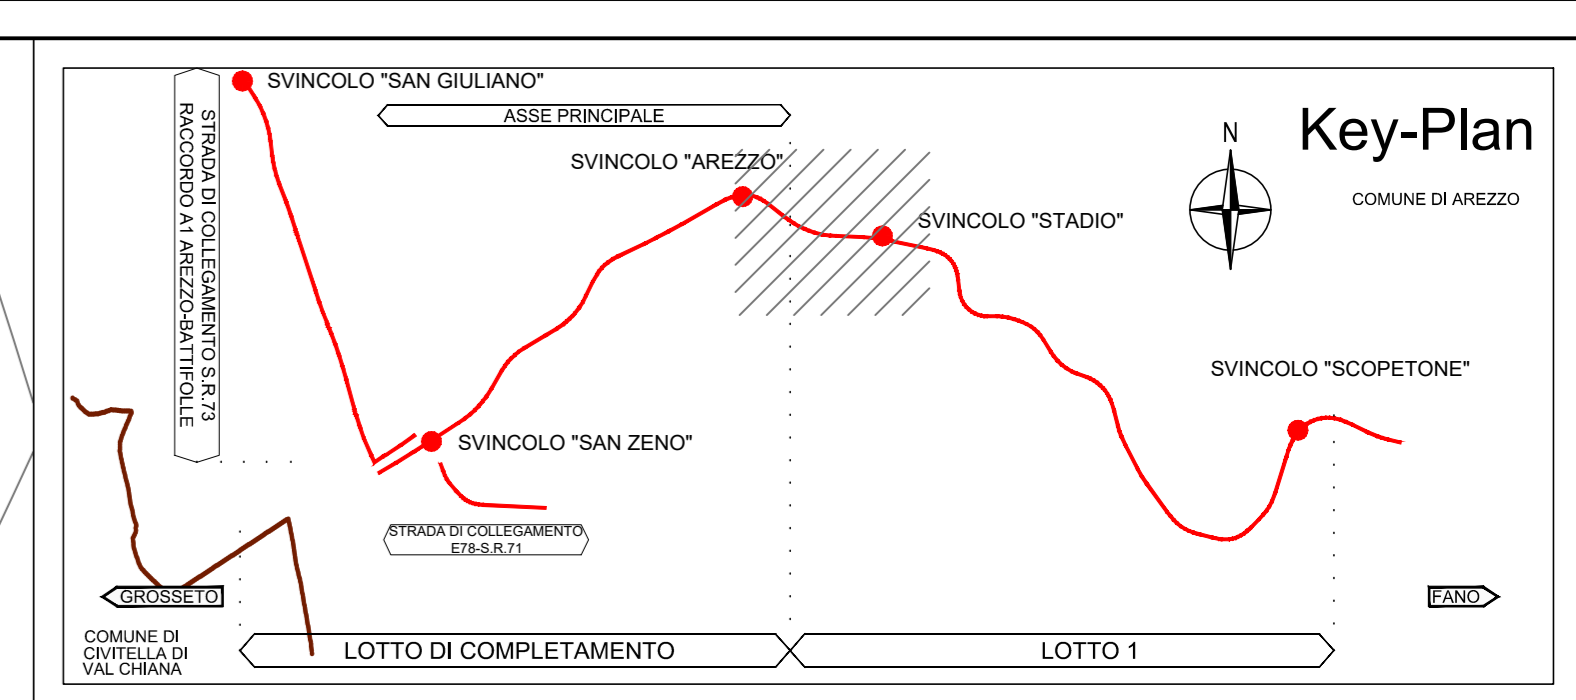 SVINCOLO "SAN GIULIANO"
ASSE PRINCIPALE
Key-Plan
N
COMUNE DI AREZZO
STRADA DI COLLEGAMENTO S.R.73
RACCORDO A1 AREZZO-BATTIFOLLE
SVINCOLO "AREZZO"
SVINCOLO "STADIO"
SVINCOLO "SCOPETONE"
SVINCOLO "SAN ZENO"
STRADA DI COLLEGAMENTO
E78-S.R.71
GROSSETO
FANO
COMUNE DI
CIVITELLA DI
VAL CHIANA
LOTTO DI COMPLETAMENTO
LOTTO 1